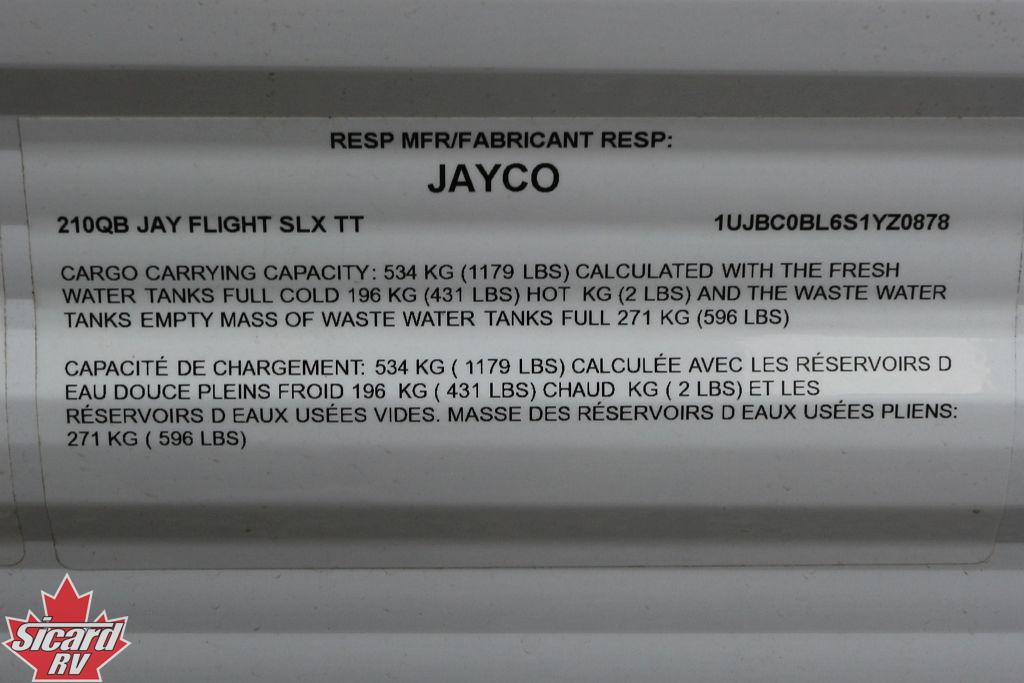 RESP MFR/FABRICANT RESP:
JAYCO
210QB JAY FLIGHT SLX TT 1UJBC0BL6S1YZ0878
CARGO CARRYING CAPACITY: 534 KG (1179 LBS) CALCULATED WITH THE FRESH
WATER TANKS FULL COLD 196 KG (431 LBS) HOT KG (2 LBS) AND THE WASTE WATER
TANKS EMPTY MASS OF WASTE WATER TANKS FULL 271 KG (596 LBS)
CAPACITÉ DE CHARGEMENT: 534 KG ( 1179 LBS) CALCULÉE AVEC LES RÉSERVOIRS D
EAU DOUCE PLEINS FROID 196 KG ( 431 LBS) CHAUD KG ( 2 LBS) ET LES
RÉSERVOIRS D EAUX USÉES VIDES. MASSE DES RÉSERVOIRS D EAUX USÉES PLIENS:
271 KG ( 596 LBS)
Sicard
RV